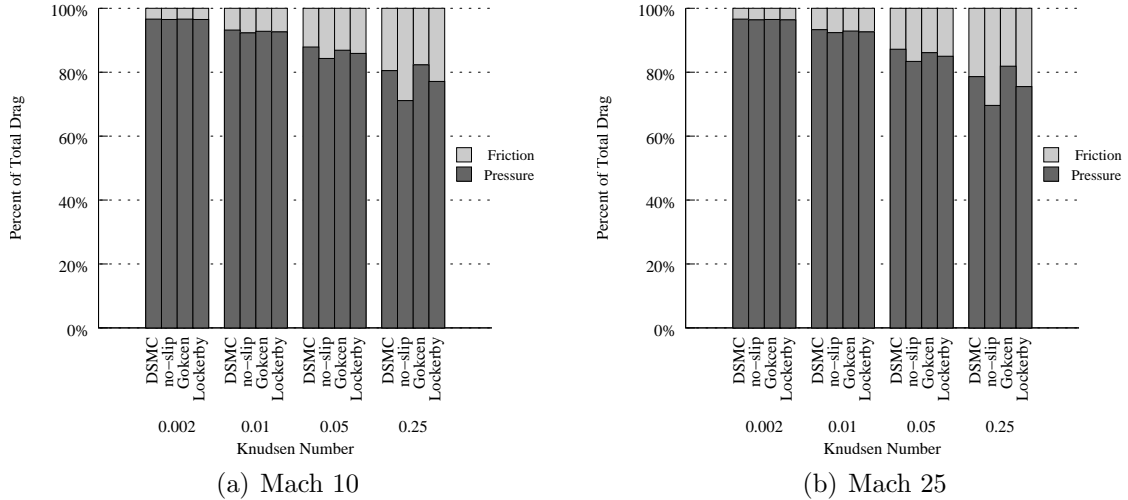 100%
80%
60%
40%
20%
0%
Percent of Total Drag
Friction
Pressure
DSMC
no−slip
Gokcen
Lockerby
DSMC
no−slip
Gokcen
Lockerby
DSMC
no−slip
Gokcen
Lockerby
DSMC
no−slip
Gokcen
Lockerby
0.002
0.01
0.05
0.25
Knudsen Number
(a) Mach 10
100%
80%
60%
40%
20%
0%
Percent of Total Drag
Friction
Pressure
DSMC
no−slip
Gokcen
Lockerby
DSMC
no−slip
Gokcen
Lockerby
DSMC
no−slip
Gokcen
Lockerby
DSMC
no−slip
Gokcen
Lockerby
0.002
0.01
0.05
0.25
Knudsen Number
(b) Mach 25